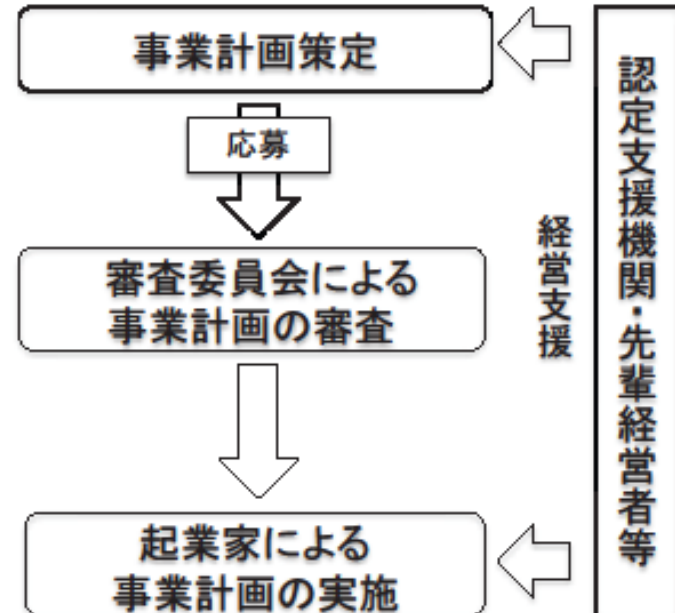 事業計画策定
応募
審査委員会による
事業計画の審査
起業家による
事業計画の実施
経営支援
認定支援機関・先輩経営者等